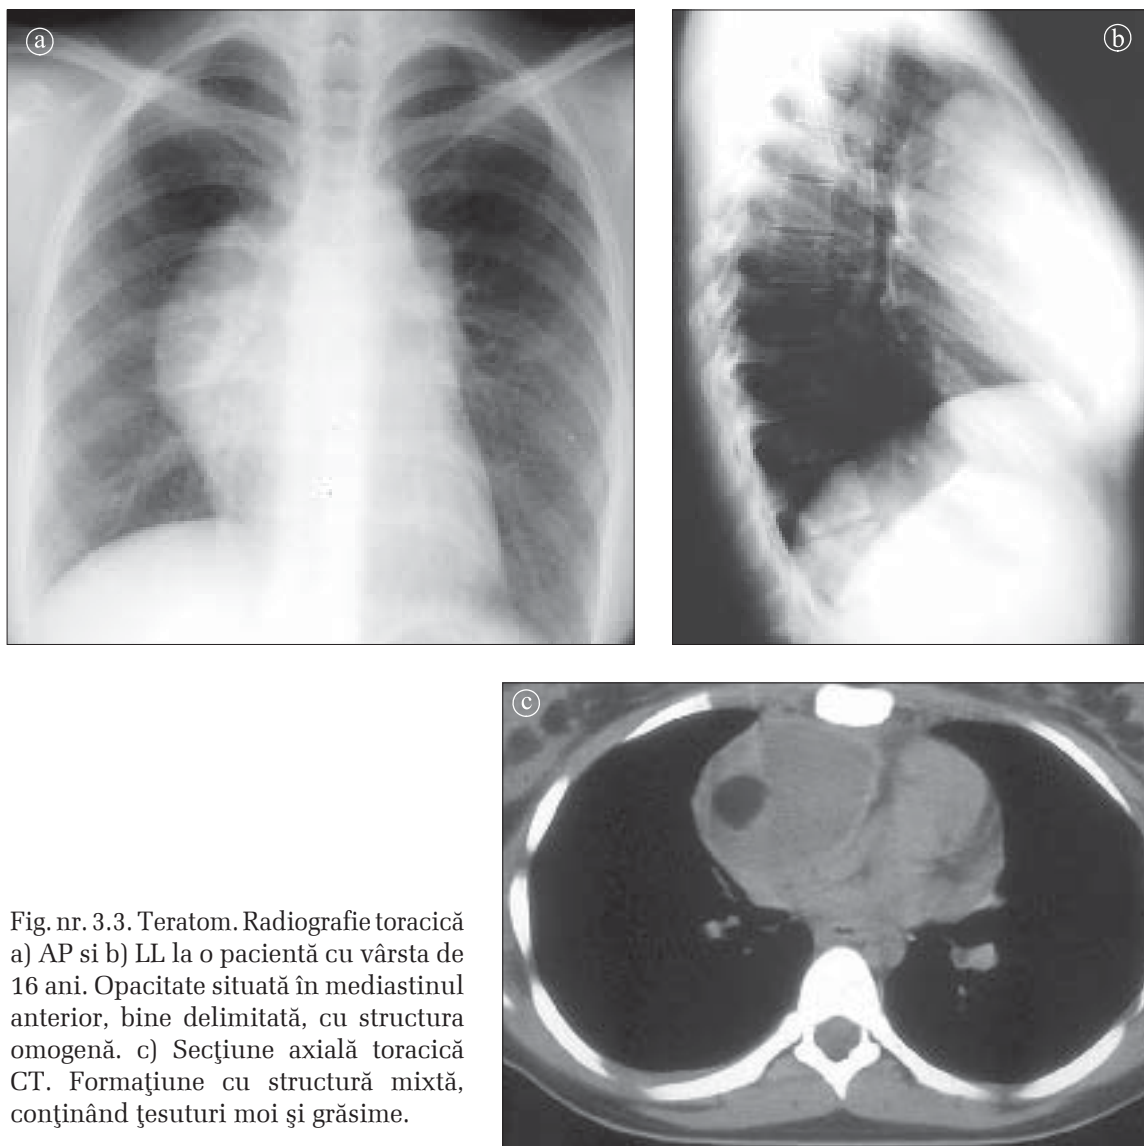 a
b
c
Fig. nr. 3.3. Teratom. Radiografie toracică
a) AP si b) LL la o pacientă cu vârsta de
16 ani. Opacitate situată în mediastinul
anterior, bine delimitată, cu structura
omogenă. c) Secţiune axială toracică
CT. Formaţiune cu structură mixtă,
conţinând ţesuturi moi şi grăsime.